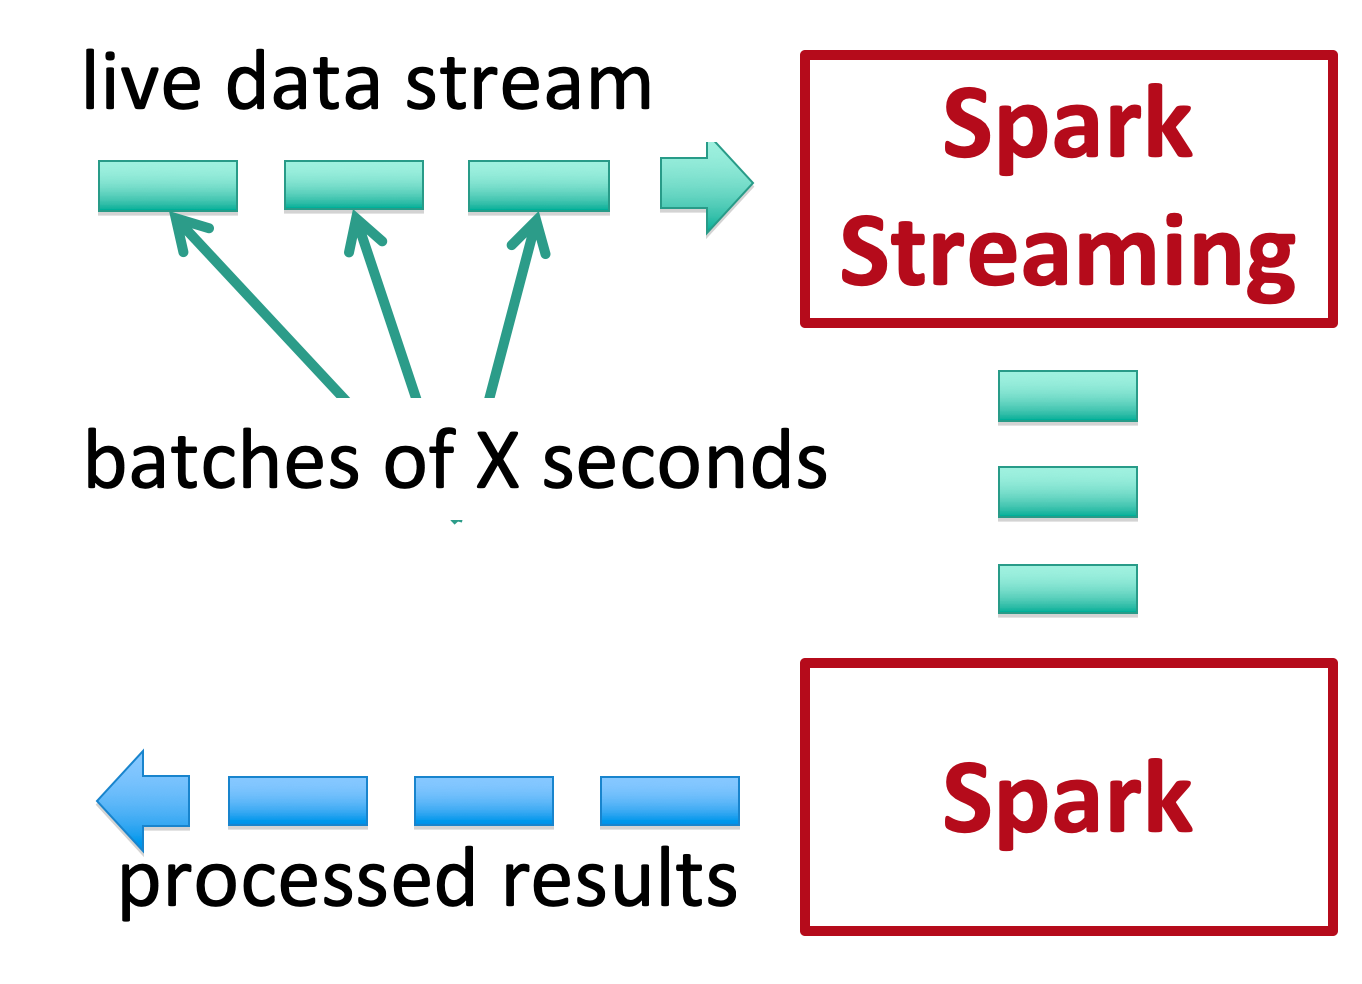 live data stream
Spark
Streaming
batches of X seconds
Spark
processed results